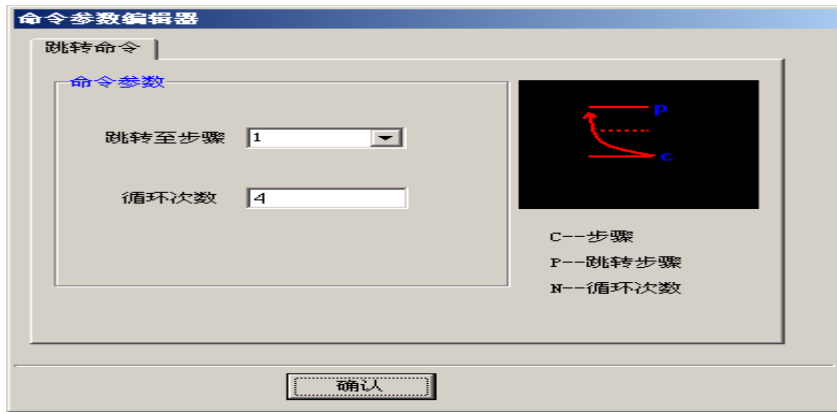 命令参数编辑器
跳转命令
命令参数
跳转至步骤 1
循环次数 4
P
C
C--步骤
P--跳转步骤
N--循环次数
确认